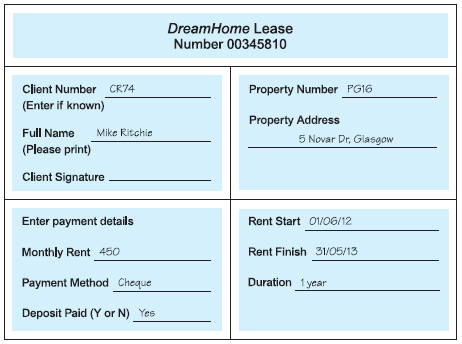 DreamHome Lease
Number 00345810
Client Number CR74
(Enter if known)
Full Name Mike Ritchie
(Please print)
Client Signature
Property Number PG16
Property Address
5 Novar Dr, Glasgow
Enter payment details
Monthly Rent 450
Payment Method Cheque
Deposit Paid (Y or N) Yes
Rent Start 01/06/12
Rent Finish 31/05/13
Duration 1 year